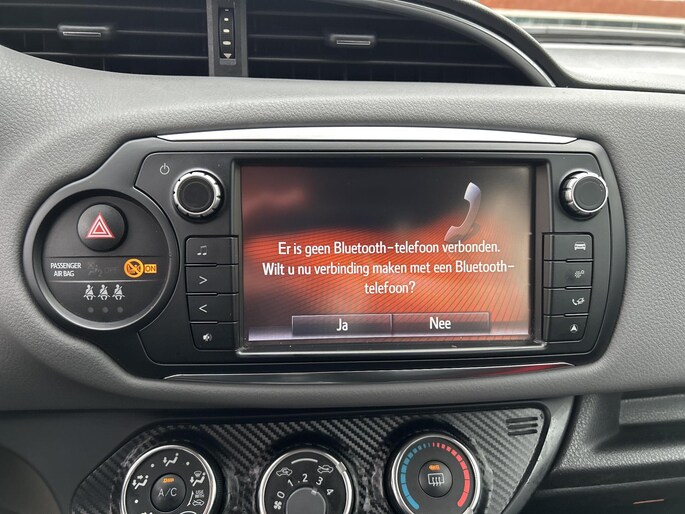 Er is geen Bluetooth-telefoon verbonden.
Wilt u nu verbinding maken met een Bluetooth-
telefoon?
Ja Nee
PASSENGER
AIR BAG
ON
A/C
0